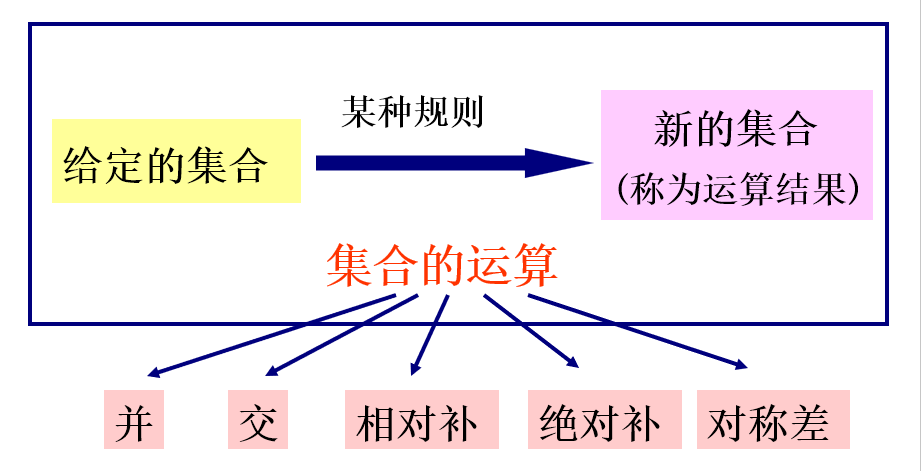 某种规则
给定的集合
新的集合
(称为运算结果)
集合的运算
并
交
相对补
绝对补
对称差